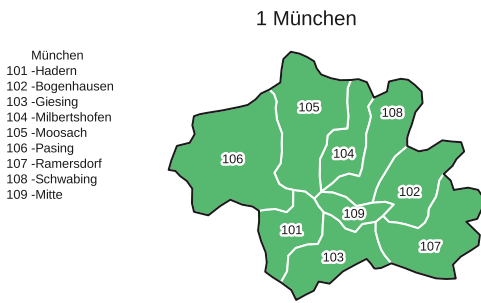 1 München
München
101 -Hadern
102 -Bogenhausen
103 -Giesing
104 -Milbertshofen
105 -Moosach
106 -Pasing
107 -Ramersdorf
108 -Schwabing
109 -Mitte
105
108
104
106
102
109
101
107
103